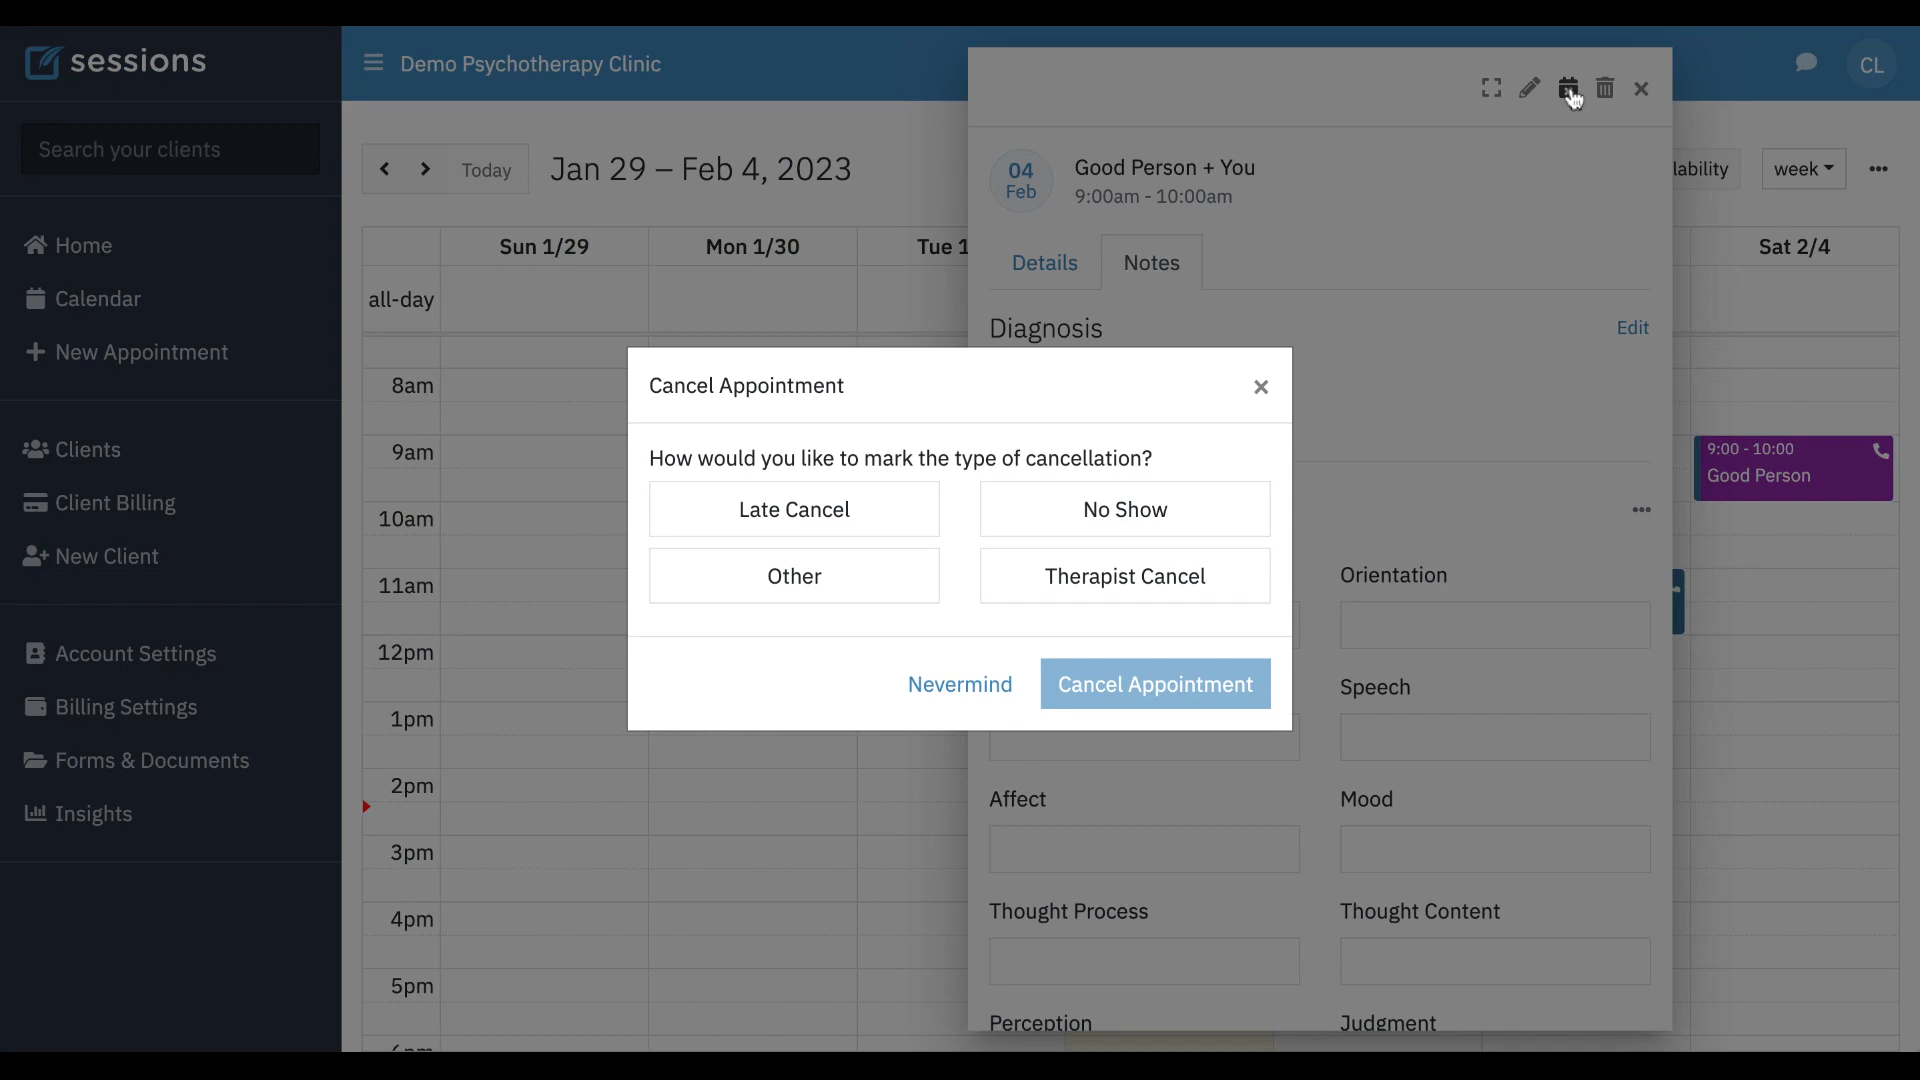 sessions
Demo Psychotherapy Clinic
CL
Search your clients
Home
Calendar
New Appointment
Clients
Client Billing
New Client
Account Settings
Billing Settings
Forms & Documents
Insights
Today
Jan 29 – Feb 4, 2023
week
Sun 1/29
Mon 1/30
Tue 1
Sat 2/4
all-day
8am
9am
10am
11am
12pm
1pm
2pm
3pm
4pm
5pm
9:00 - 10:00
Good Person
04
Feb
Good Person + You
9:00am - 10:00am
Details
Notes
Diagnosis
Edit
Orientation
Speech
Affect
Mood
Thought Process
Thought Content
Perception
Judgment
Cancel Appointment
How would you like to mark the type of cancellation?
Late Cancel
No Show
Other
Therapist Cancel
Nevermind
Cancel Appointment